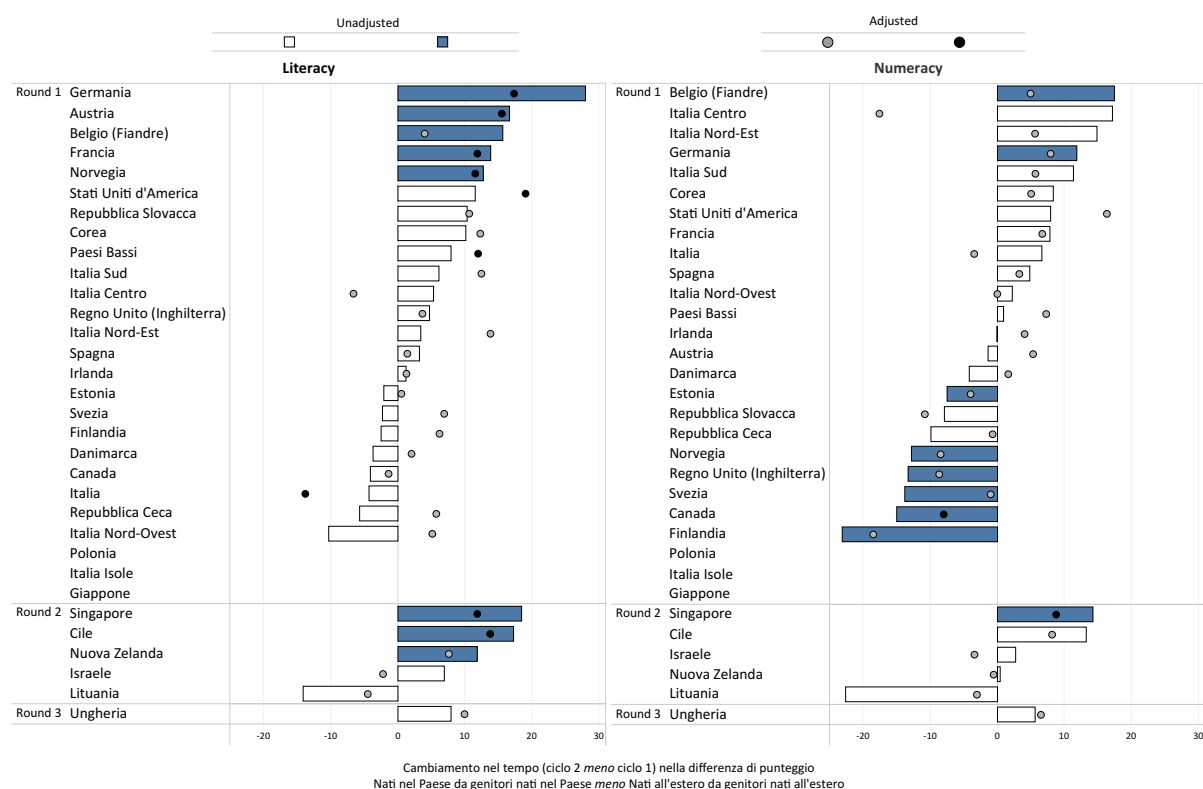 Unadjusted
Adjusted
Literacy
Numeracy
Round 1 Germania
Austria
Belgio (Fiandre)
Francia
Norvegia
Stati Uniti d'America
Repubblica Slovacca
Corea
Paesi Bassi
Italia Sud
Italia Centro
Regno Unito (Inghilterra)
Italia Nord-Est
Spagna
Irlanda
Estonia
Svezia
Finlandia
Danimarca
Canada
Italia
Repubblica Ceca
Italia Nord-Ovest
Polonia
Italia Isole
Giappone
Round 2 Singapore
Cile
Nuova Zelanda
Israele
Lituania
Round 3 Ungheria
-20 -10 0 10 20 30
Round 1 Belgio (Fiandre)
Italia Centro
Italia Nord-Est
Germania
Italia Sud
Corea
Stati Uniti d'America
Francia
Italia
Spagna
Italia Nord-Ovest
Paesi Bassi
Irlanda
Austria
Danimarca
Estonia
Repubblica Slovacca
Repubblica Ceca
Norvegia
Regno Unito (Inghilterra)
Svezia
Canada
Finlandia
Polonia
Italia Isole
Giappone
Round 2 Singapore
Cile
Israele
Nuova Zelanda
Lituania
Round 3 Ungheria
-20 -10 0 10 20 30
Cambiamento nel tempo (ciclo 2 meno ciclo 1) nella differenza di punteggio
Nati nel Paese da genitori nati nel Paese meno Nati all'estero da genitori nati all'estero